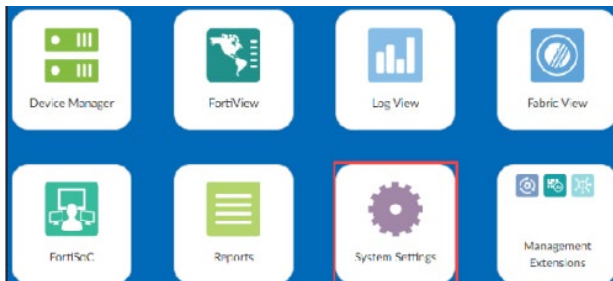 Device Manager
FortiView
Log View
Fabric View
FortiSoC
Reports
System Settings
Management
Extensions